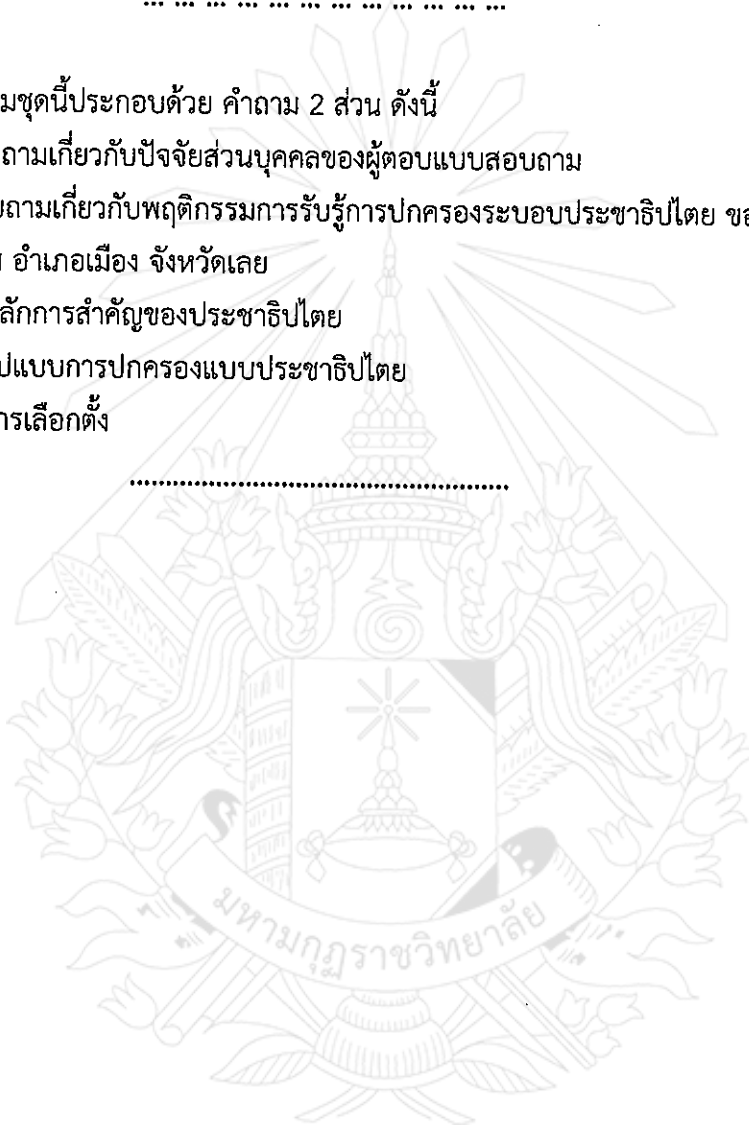 ... ... ... ... ... ... ... ... ... ... ... ...
มชุดนี้ประกอบด้วย คำถาม 2 ส่วน ดังนี้
ถามเกี่ยวกับปัจจัยส่วนบุคคลของผู้ตอบแบบสอบถาม
ถามเกี่ยวกับพฤติกรรมการรับรู้การปกครองระบอบประชาธิปไตย
อำเภอเมือง จังหวัดเลย
ลักการสำคัญของประชาธิปไตย
ปแบบการปกครองแบบประชาธิปไตย
ารเลือกตั้ง
....................................................
มหามกุฏราชวิทยาลัย